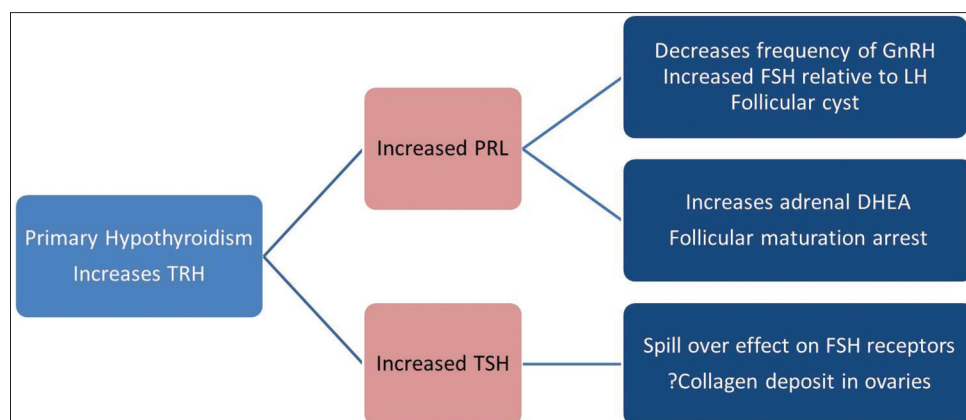 Primary Hypothyroidism
Increases TRH
Increased PRL
Decreases frequency of GnRH
Increased FSH relative to LH
Follicular cyst
Increases adrenal DHEA
Follicular maturation arrest
Increased TSH
Spill over effect on FSH receptors
?Collagen deposit in ovaries